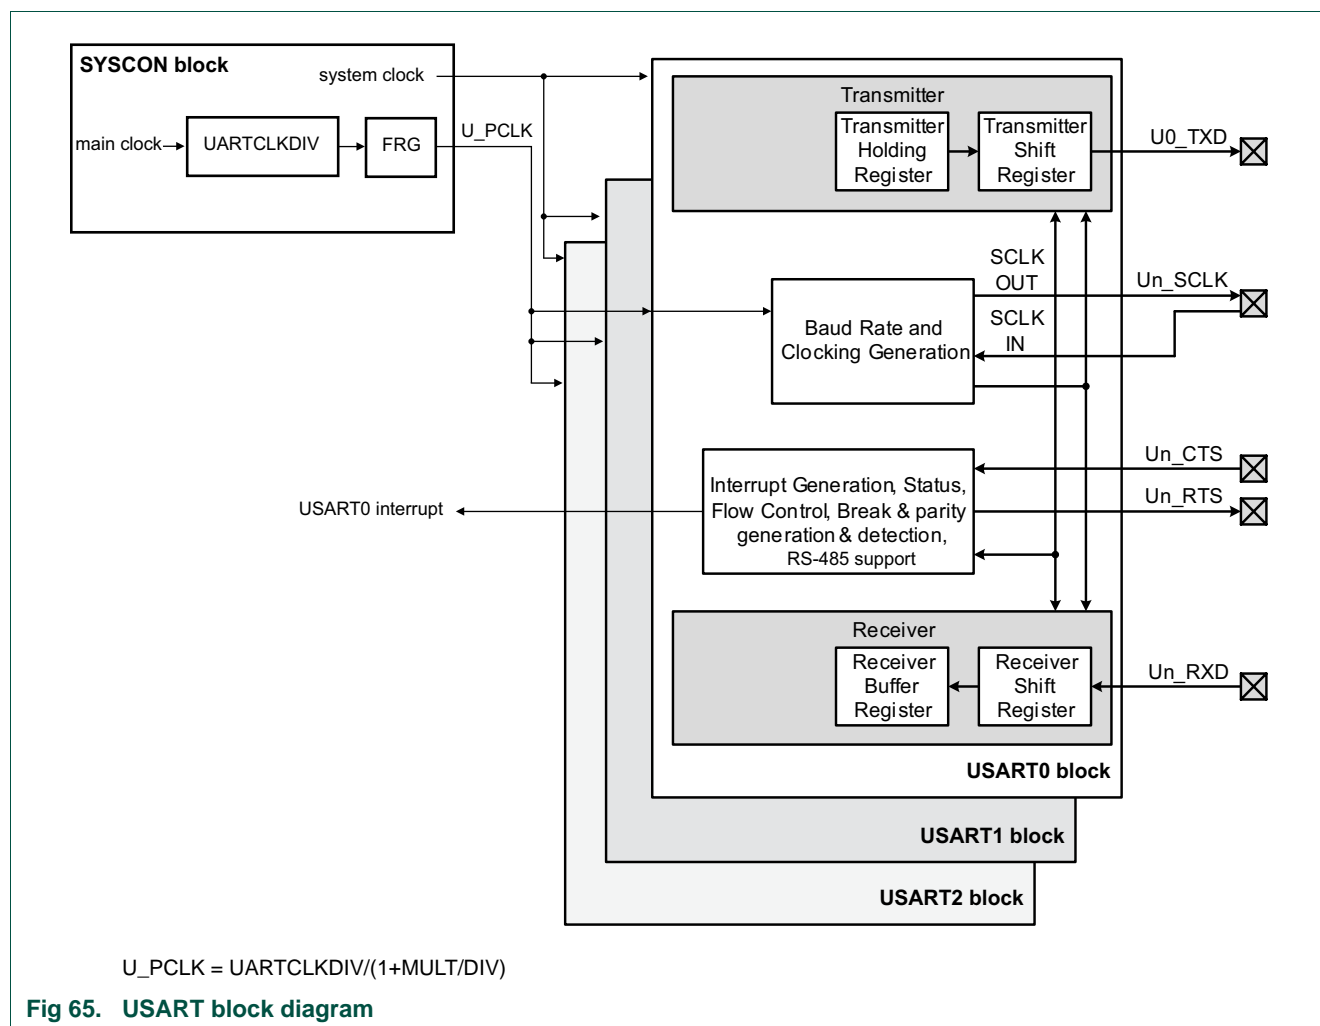 SYSCON block
system clock
main clock
UARTCLKDIV
FRG
U_PCLK
Transmitter
Transmitter
Holding
Register
Transmitter
Shift
Register
U0_TXD
SCLK
OUT
Un_SCLK
Baud Rate and
Clocking Generation
SCLK
IN
Un_CTS
Interrupt Generation, Status,
Flow Control, Break & parity
generation & detection,
RS-485 support
Un_RTS
USART0 interrupt
Receiver
Receiver
Buffer
Register
Receiver
Shift
Register
Un_RXD
USART0 block
USART1 block
USART2 block
U_PCLK = UARTCLKDIV/(1+MULT/DIV)
Fig 65. USART block diagram